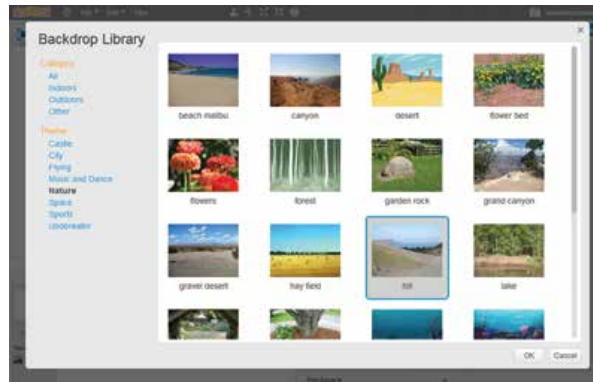 Backdrop Library
Category
All
Indoors
Outdoors
Other
Theme
Castle
City
Flying
Music and Dance
Nature
Space
Sports
Underwater
beach malibu
canyon
desert
flower bed
flowers
forest
garden rock
grand canyon
gravel desert
hay field
hill
lake
OK
Cancel